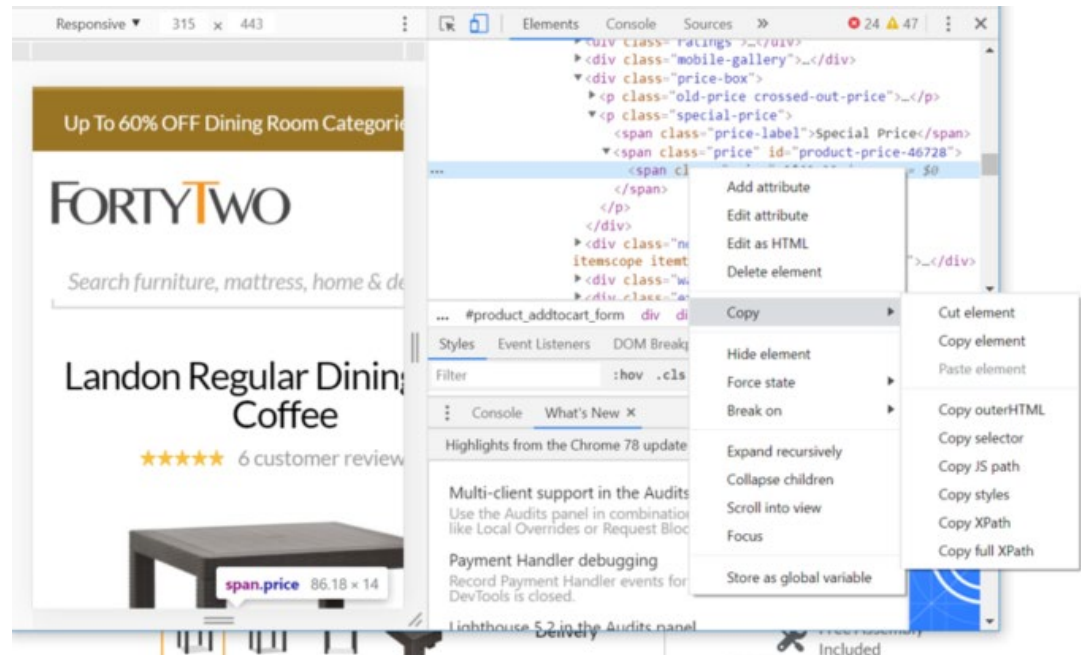 Responsive ▼ 315 x 443
Elements Console Sources » 24 47
<div class="ratings">…</div>
<div class="mobile-gallery">…</div>
<div class="price-box">
<p class="old-price crossed-out-price">…</p>
<p class="special-price">
<span class="price-label">Special Price</span>
<span class="price" id="product-price-46728">
... <span cl = $0
</span>
</p>
</div>
<div class="ne
itemscope itemt ">…</div>
<div class="wa
<div class="e
... #product_addtocart_form div di
Styles Event Listeners DOM Breakp
Filter :hov .cls
Console What's New ×
Highlights from the Chrome 78 update
Multi-client support in the Audits
Use the Audits panel in combination
like Local Overrides or Request Bloc
Payment Handler debugging
Record Payment Handler events for
DevTools is closed.
Lighthouse 5.2 in the Audits panel
Add attribute
Edit attribute
Edit as HTML
Delete element
Copy
Hide element
Force state
Break on
Expand recursively
Collapse children
Scroll into view
Focus
Store as global variable
Cut element
Copy element
Paste element
Copy outerHTML
Copy selector
Copy JS path
Copy styles
Copy XPath
Copy full XPath
Up To 60% OFF Dining Room Categorie
FORTYTWO
Search furniture, mattress, home & de
Landon Regular Dining
Coffee
★★★★★ 6 customer review
span.price 86.18 × 14
Delivery
Free Assembly
Included